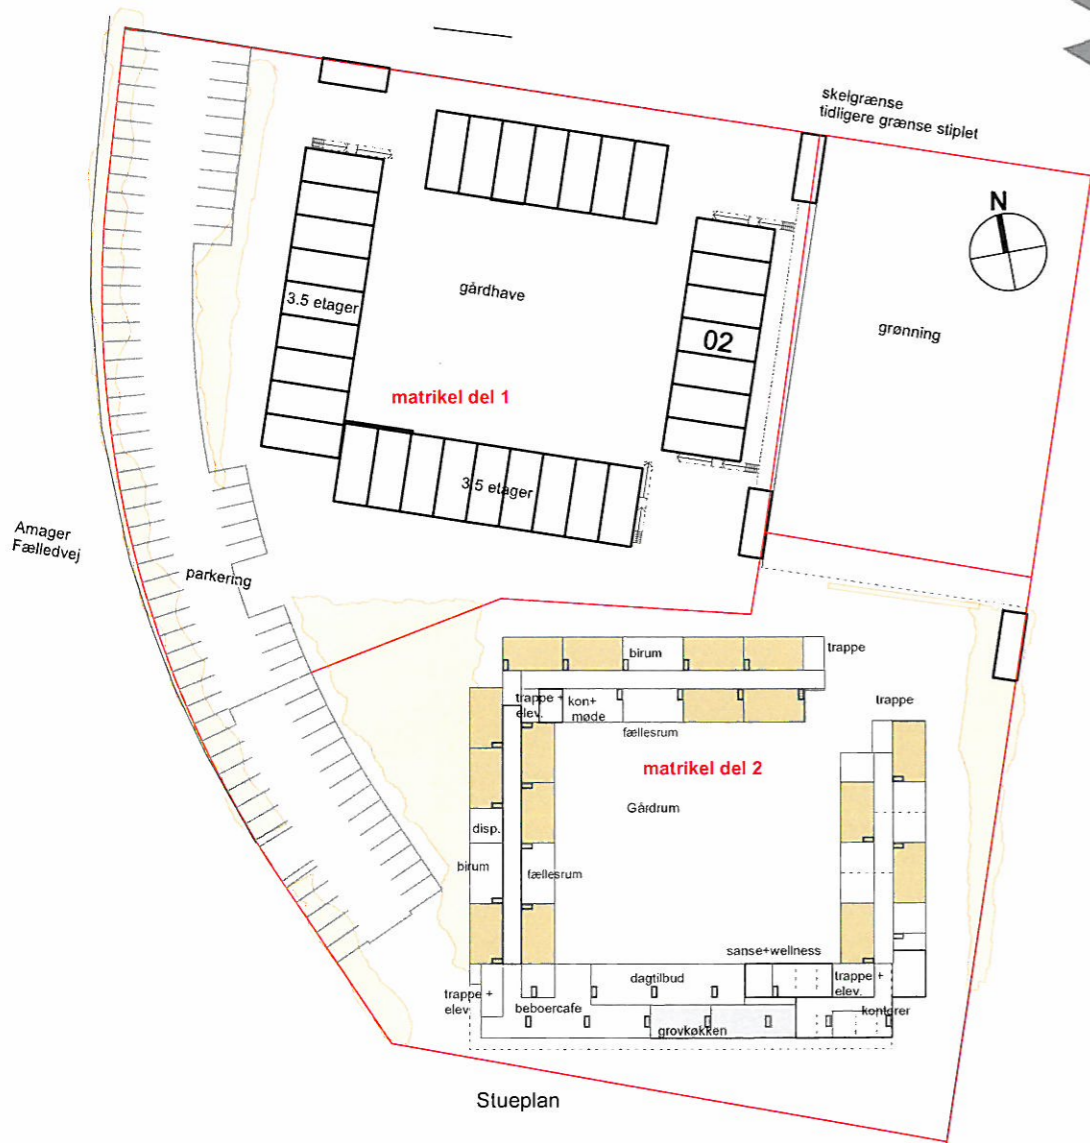 skelgrænse
tidligere grænse stiplet
N
3.5 etager
gårdhave
02
grønning
matrikel del 1
3.5 etager
Amager
Fælledvej
parkering
birum
trappe
trappe +
elev.
kon+
møde
fællesrum
trappe
matrikel del 2
Gårdrum
disp.
birum
fællesrum
sanse+wellness
dagtilbud
trappe +
elev.
trappe +
elev
beboercafe
grovkøkken
kontorer
Stueplan